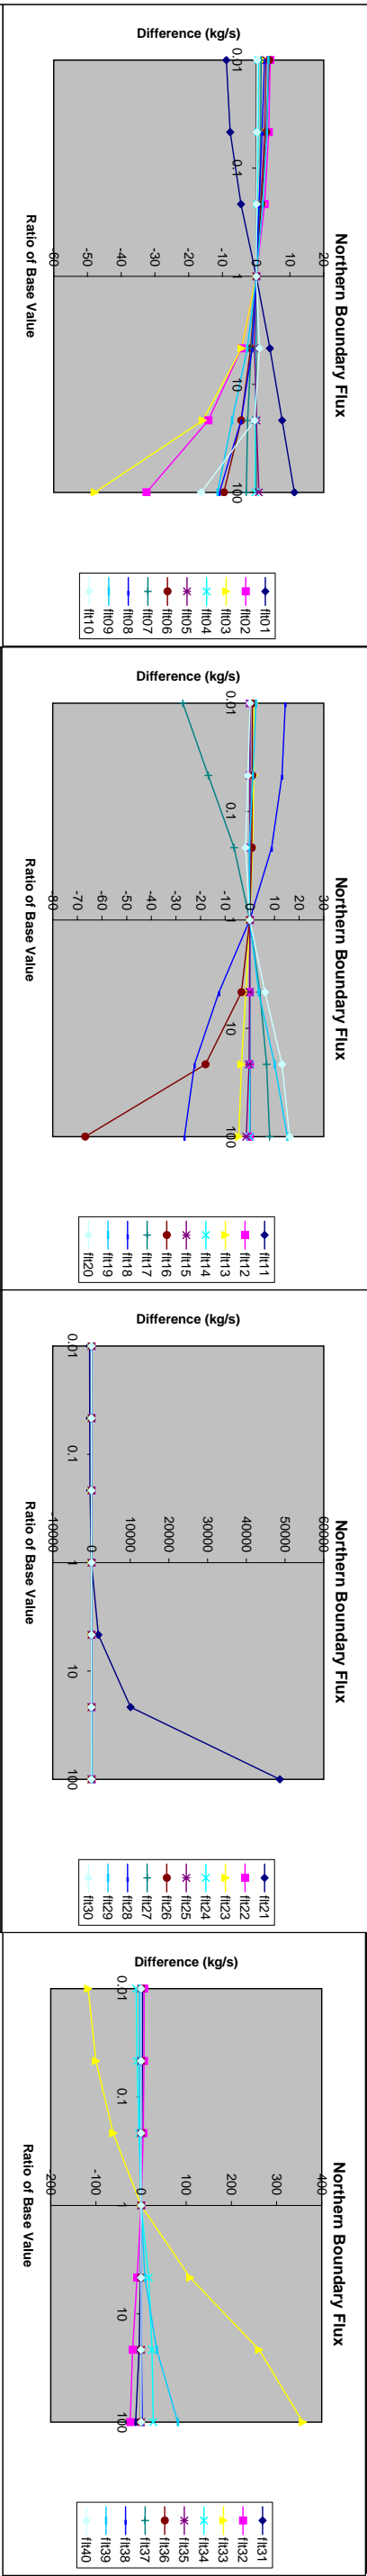 Northern Boundary Flux
Difference (kg/s)
20
10
0
-10
-20
-30
-40
-50
-60
0.01
0.1
1
10
100
Ratio of Base Value
flt01
flt02
flt03
flt04
flt05
flt06
flt07
flt08
flt09
flt10
Northern Boundary Flux
Difference (kg/s)
30
20
10
0
-10
-20
-30
-40
-50
-60
-70
-80
0.01
0.1
1
10
100
Ratio of Base Value
flt11
flt12
flt13
flt14
flt15
flt16
flt17
flt18
flt19
flt20
Northern Boundary Flux
Difference (kg/s)
60000
50000
40000
30000
20000
10000
0
-10000
0.01
0.1
1
10
100
Ratio of Base Value
flt21
flt22
flt23
flt24
flt25
flt26
flt27
flt28
flt29
flt30
Northern Boundary Flux
Difference (kg/s)
400
300
200
100
0
-100
-200
0.01
0.1
1
10
100
Ratio of Base Value
flt31
flt32
flt33
flt34
flt35
flt36
flt37
flt38
flt39
flt40